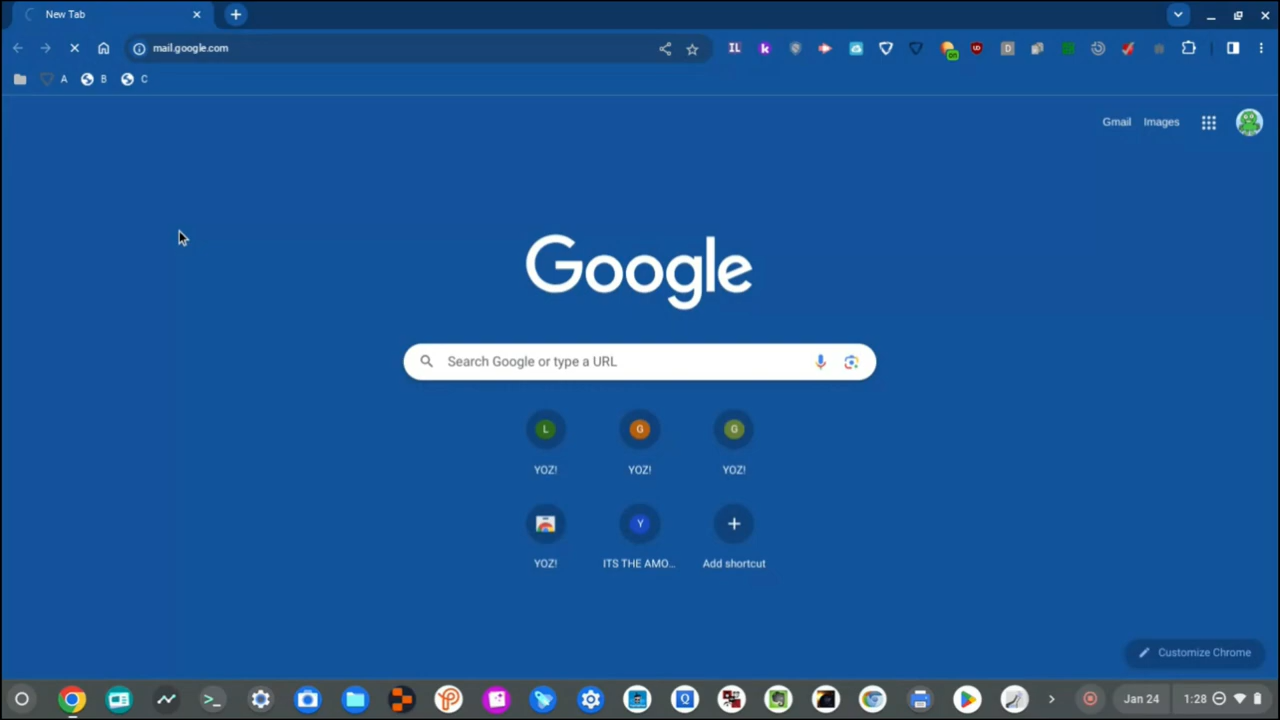 New Tab
mail.google.com
A B C
Gmail Images
Google
Search Google or type a URL
L G G
YOZ! YOZ! YOZ!
Y
YOZ! ITS THE AMO... Add shortcut
Customize Chrome
Jan 24 1:28